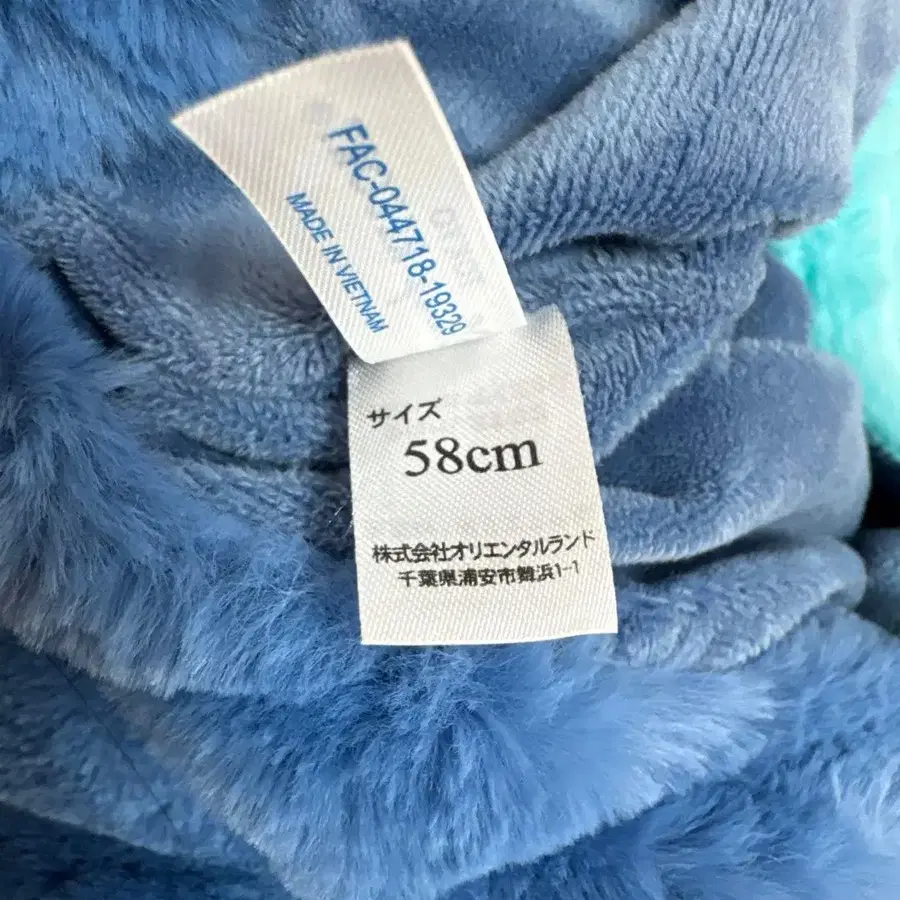 FAC-044718-19329
MADE IN VIETNAM
サイズ
58cm
株式会社オリエンタルランド
千葉県浦安市舞浜1-1